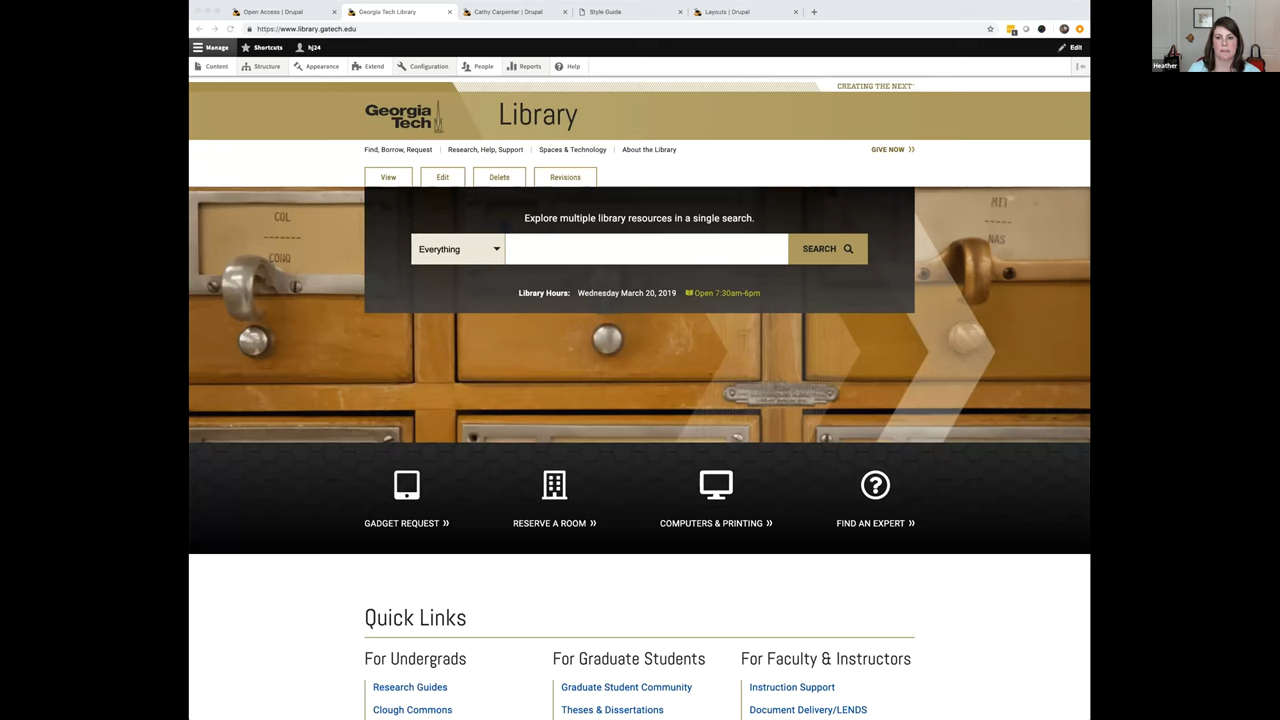 Open Access | Drupal
Georgia Tech Library
Cathy Carpenter | Drupal
Style Guide
Layouts | Drupal
https://www.library.gatech.edu
Manage
Shortcuts
hj24
Edit
Content
Structure
Appearance
Extend
Configuration
People
Reports
Help
Heather
CREATING THE NEXT
Georgia Tech
Library
Find, Borrow, Request
Research, Help, Support
Spaces & Technology
About the Library
GIVE NOW
View
Edit
Delete
Revisions
COL
CONQ
MIT
NAS
Explore multiple library resources in a single search.
Everything
SEARCH
Library Hours: Wednesday March 20, 2019 Open 7:30am-6pm
GADGET REQUEST
RESERVE A ROOM
COMPUTERS & PRINTING
FIND AN EXPERT
Quick Links
For Undergrads
For Graduate Students
For Faculty & Instructors
Research Guides
Graduate Student Community
Instruction Support
Clough Commons
Theses & Dissertations
Document Delivery/LENDS